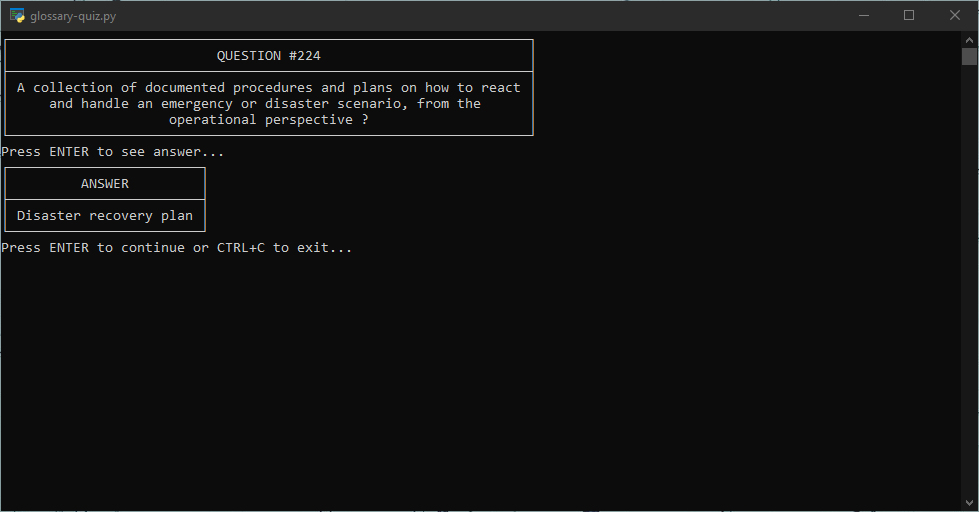 glossary-quiz.py
QUESTION #224
A collection of documented procedures and plans on how to react
and handle an emergency or disaster scenario, from the
operational perspective ?
Press ENTER to see answer...
ANSWER
Disaster recovery plan
Press ENTER to continue or CTRL+C to exit...